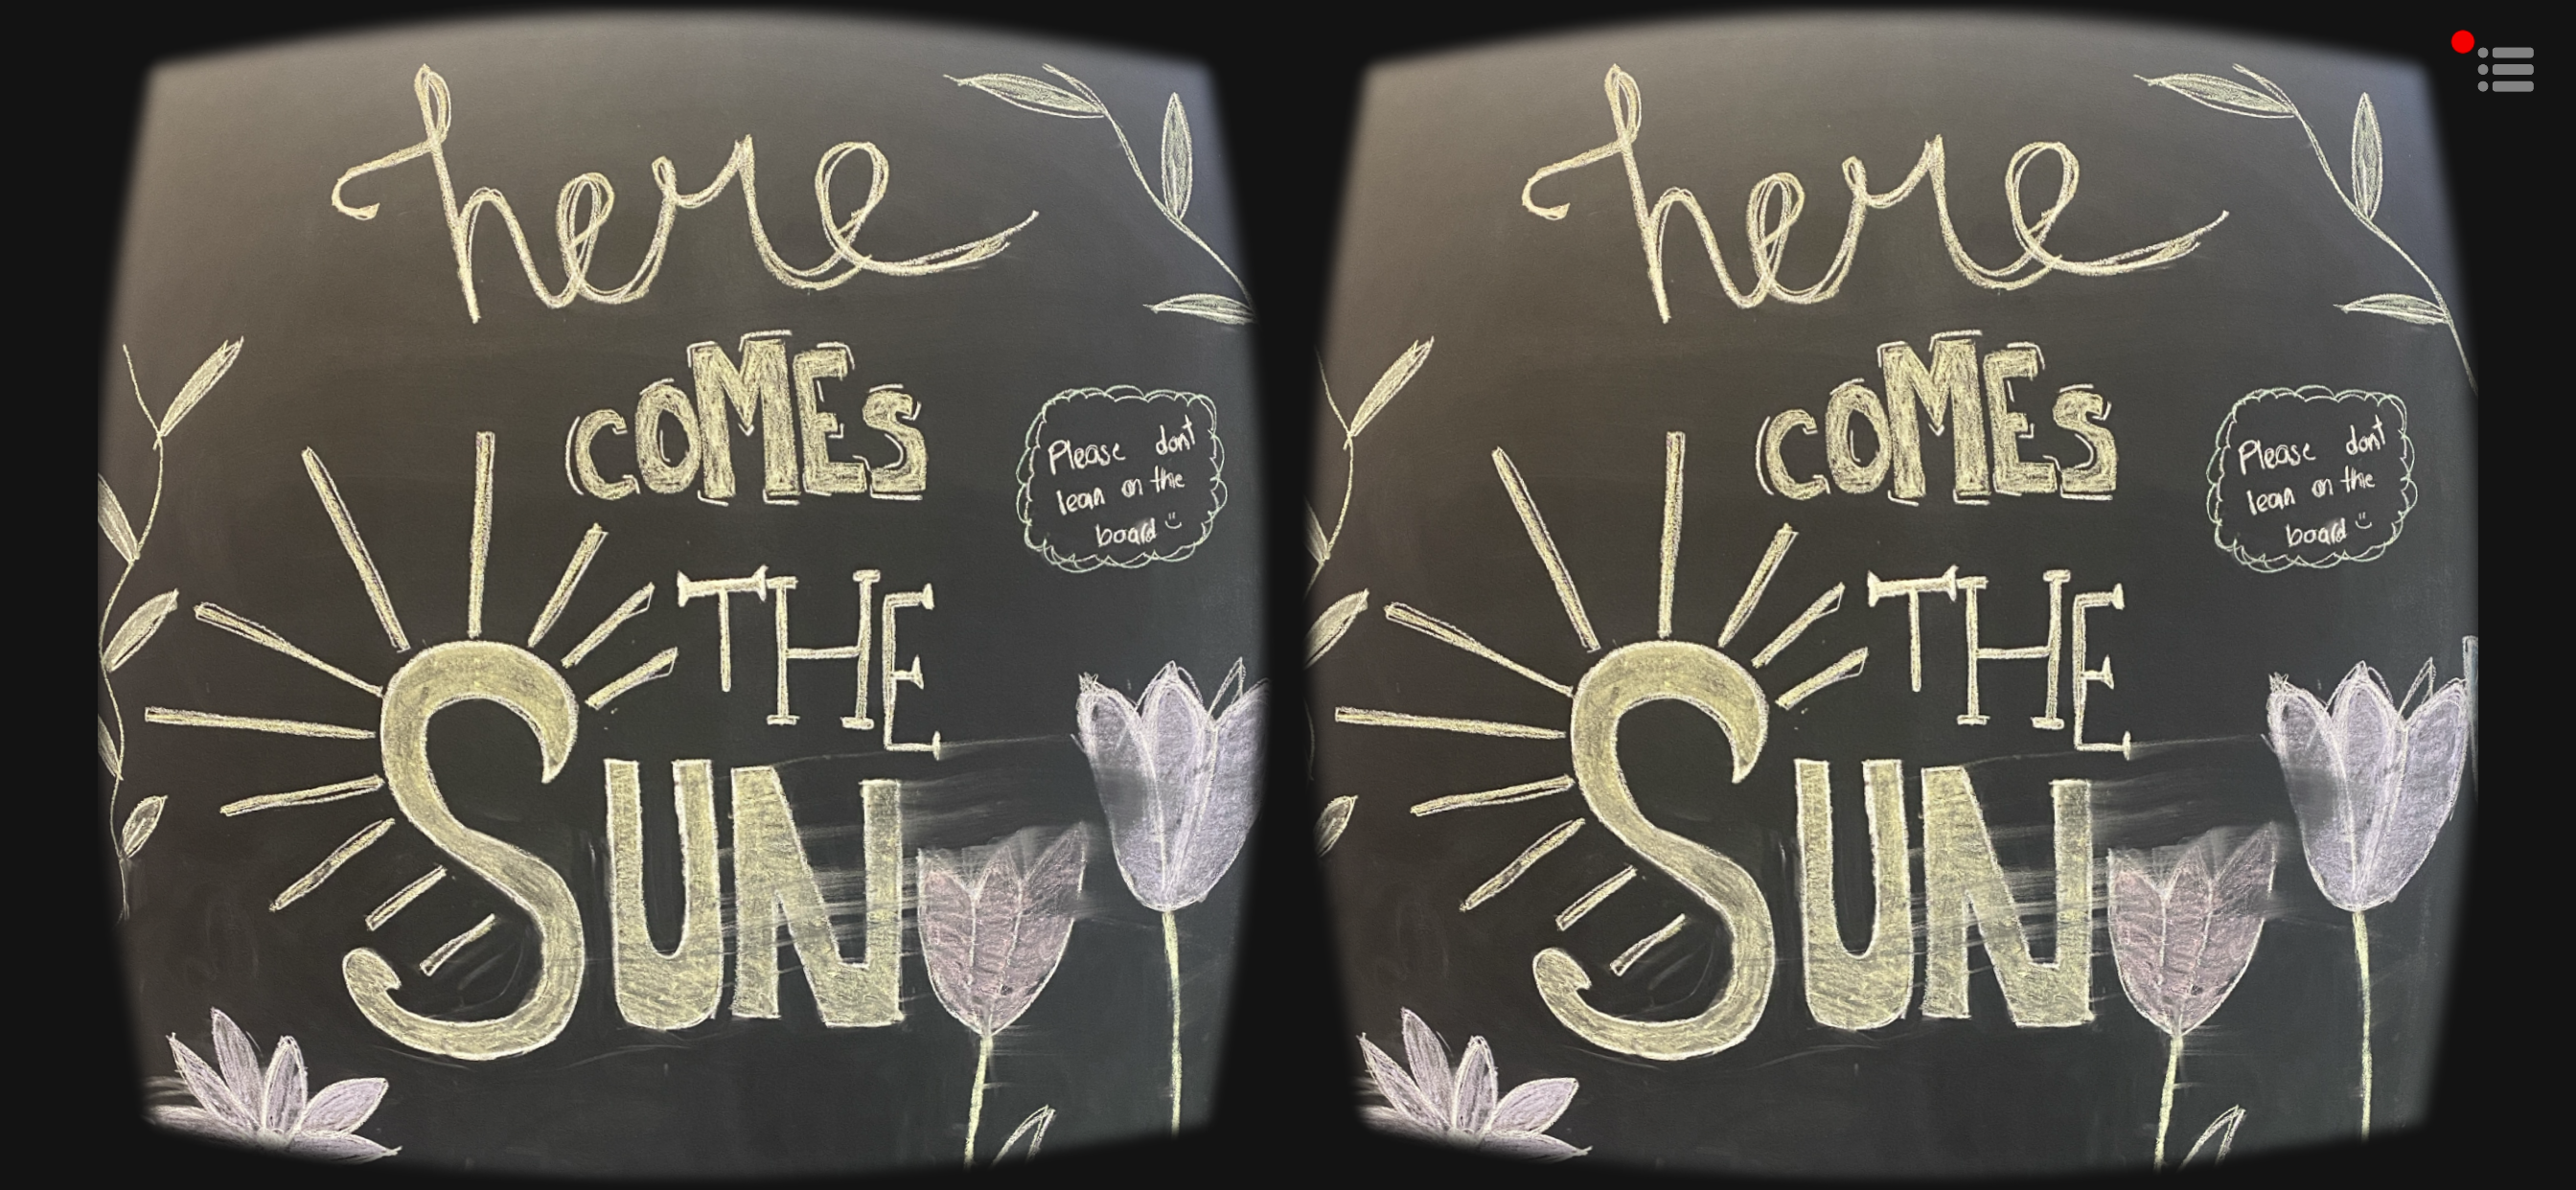 here
COMES
THE
SUN
Please dont
lean on the
board
here
COMES
THE
SUN
Please dont
lean on the
board